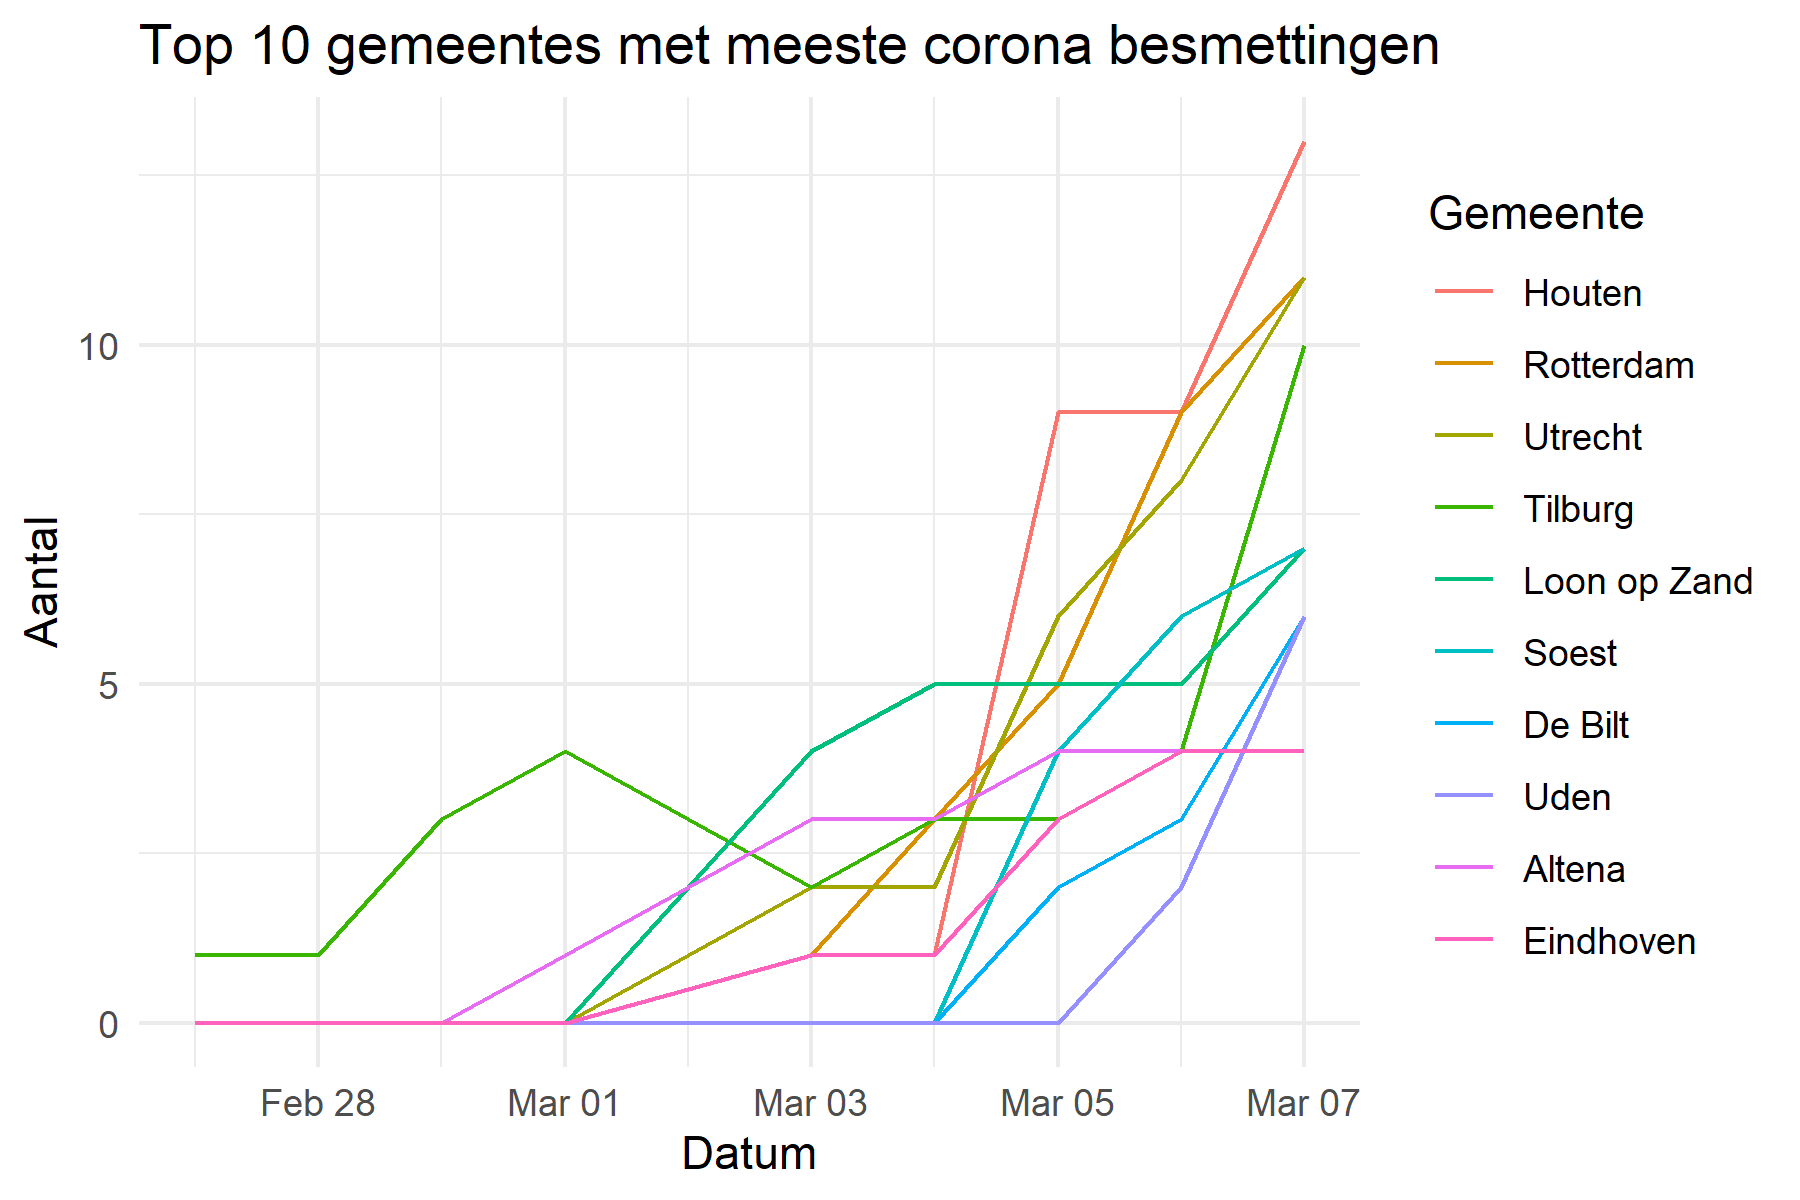 Top 10 gemeentes met meeste corona besmettingen
Aantal
10
5
0
Feb 28
Mar 01
Mar 03
Mar 05
Mar 07
Datum
Gemeente
Houten
Rotterdam
Utrecht
Tilburg
Loon op Zand
Soest
De Bilt
Uden
Altena
Eindhoven